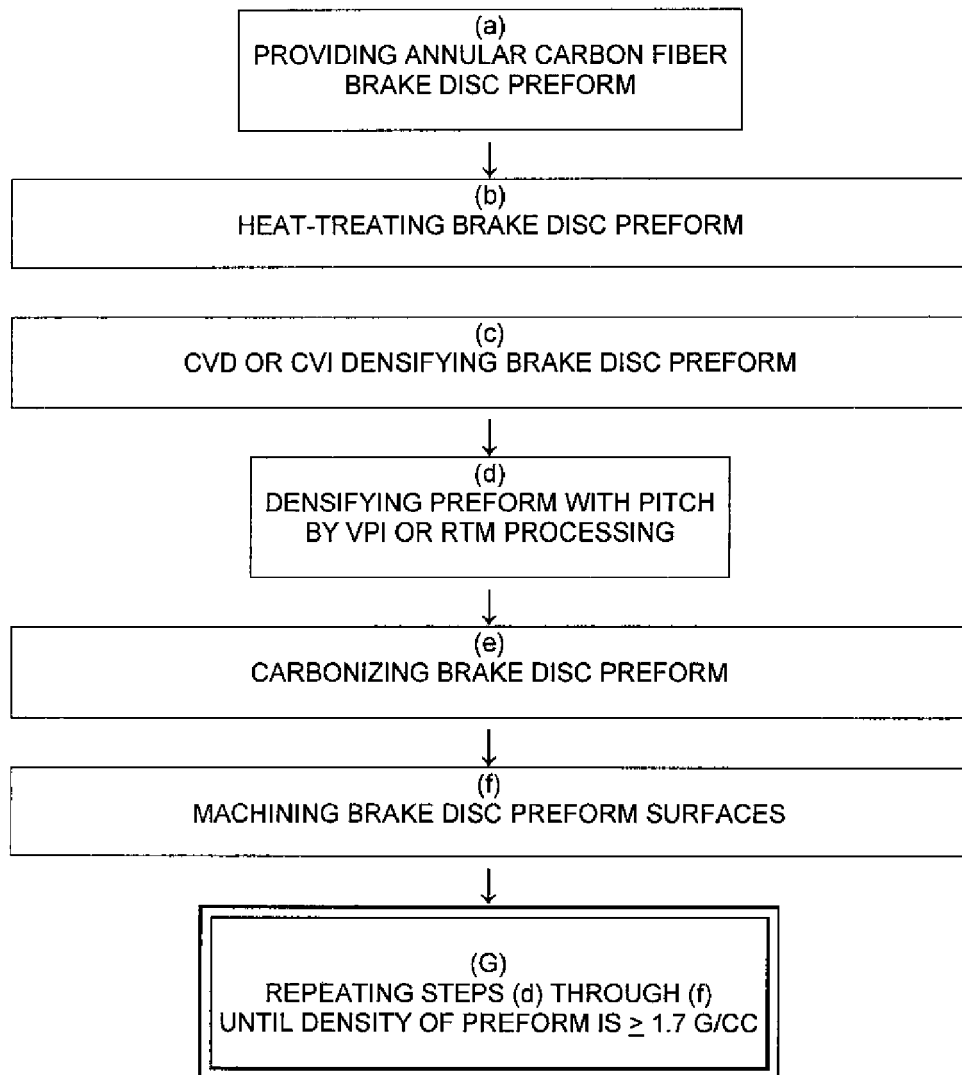 (a)
PROVIDING ANNULAR CARBON FIBER
BRAKE DISC PREFORM
↓
(b)
HEAT-TREATING BRAKE DISC PREFORM
(c)
CVD OR CVI DENSIFYING BRAKE DISC PREFORM
↓
(d)
DENSIFYING PREFORM WITH PITCH
BY VPI OR RTM PROCESSING
↓
(e)
CARBONIZING BRAKE DISC PREFORM
↓
(f)
MACHINING BRAKE DISC PREFORM SURFACES
↓
(G)
REPEATING STEPS (d) THROUGH (f)
UNTIL DENSITY OF PREFORM IS ≥ 1.7 G/CC